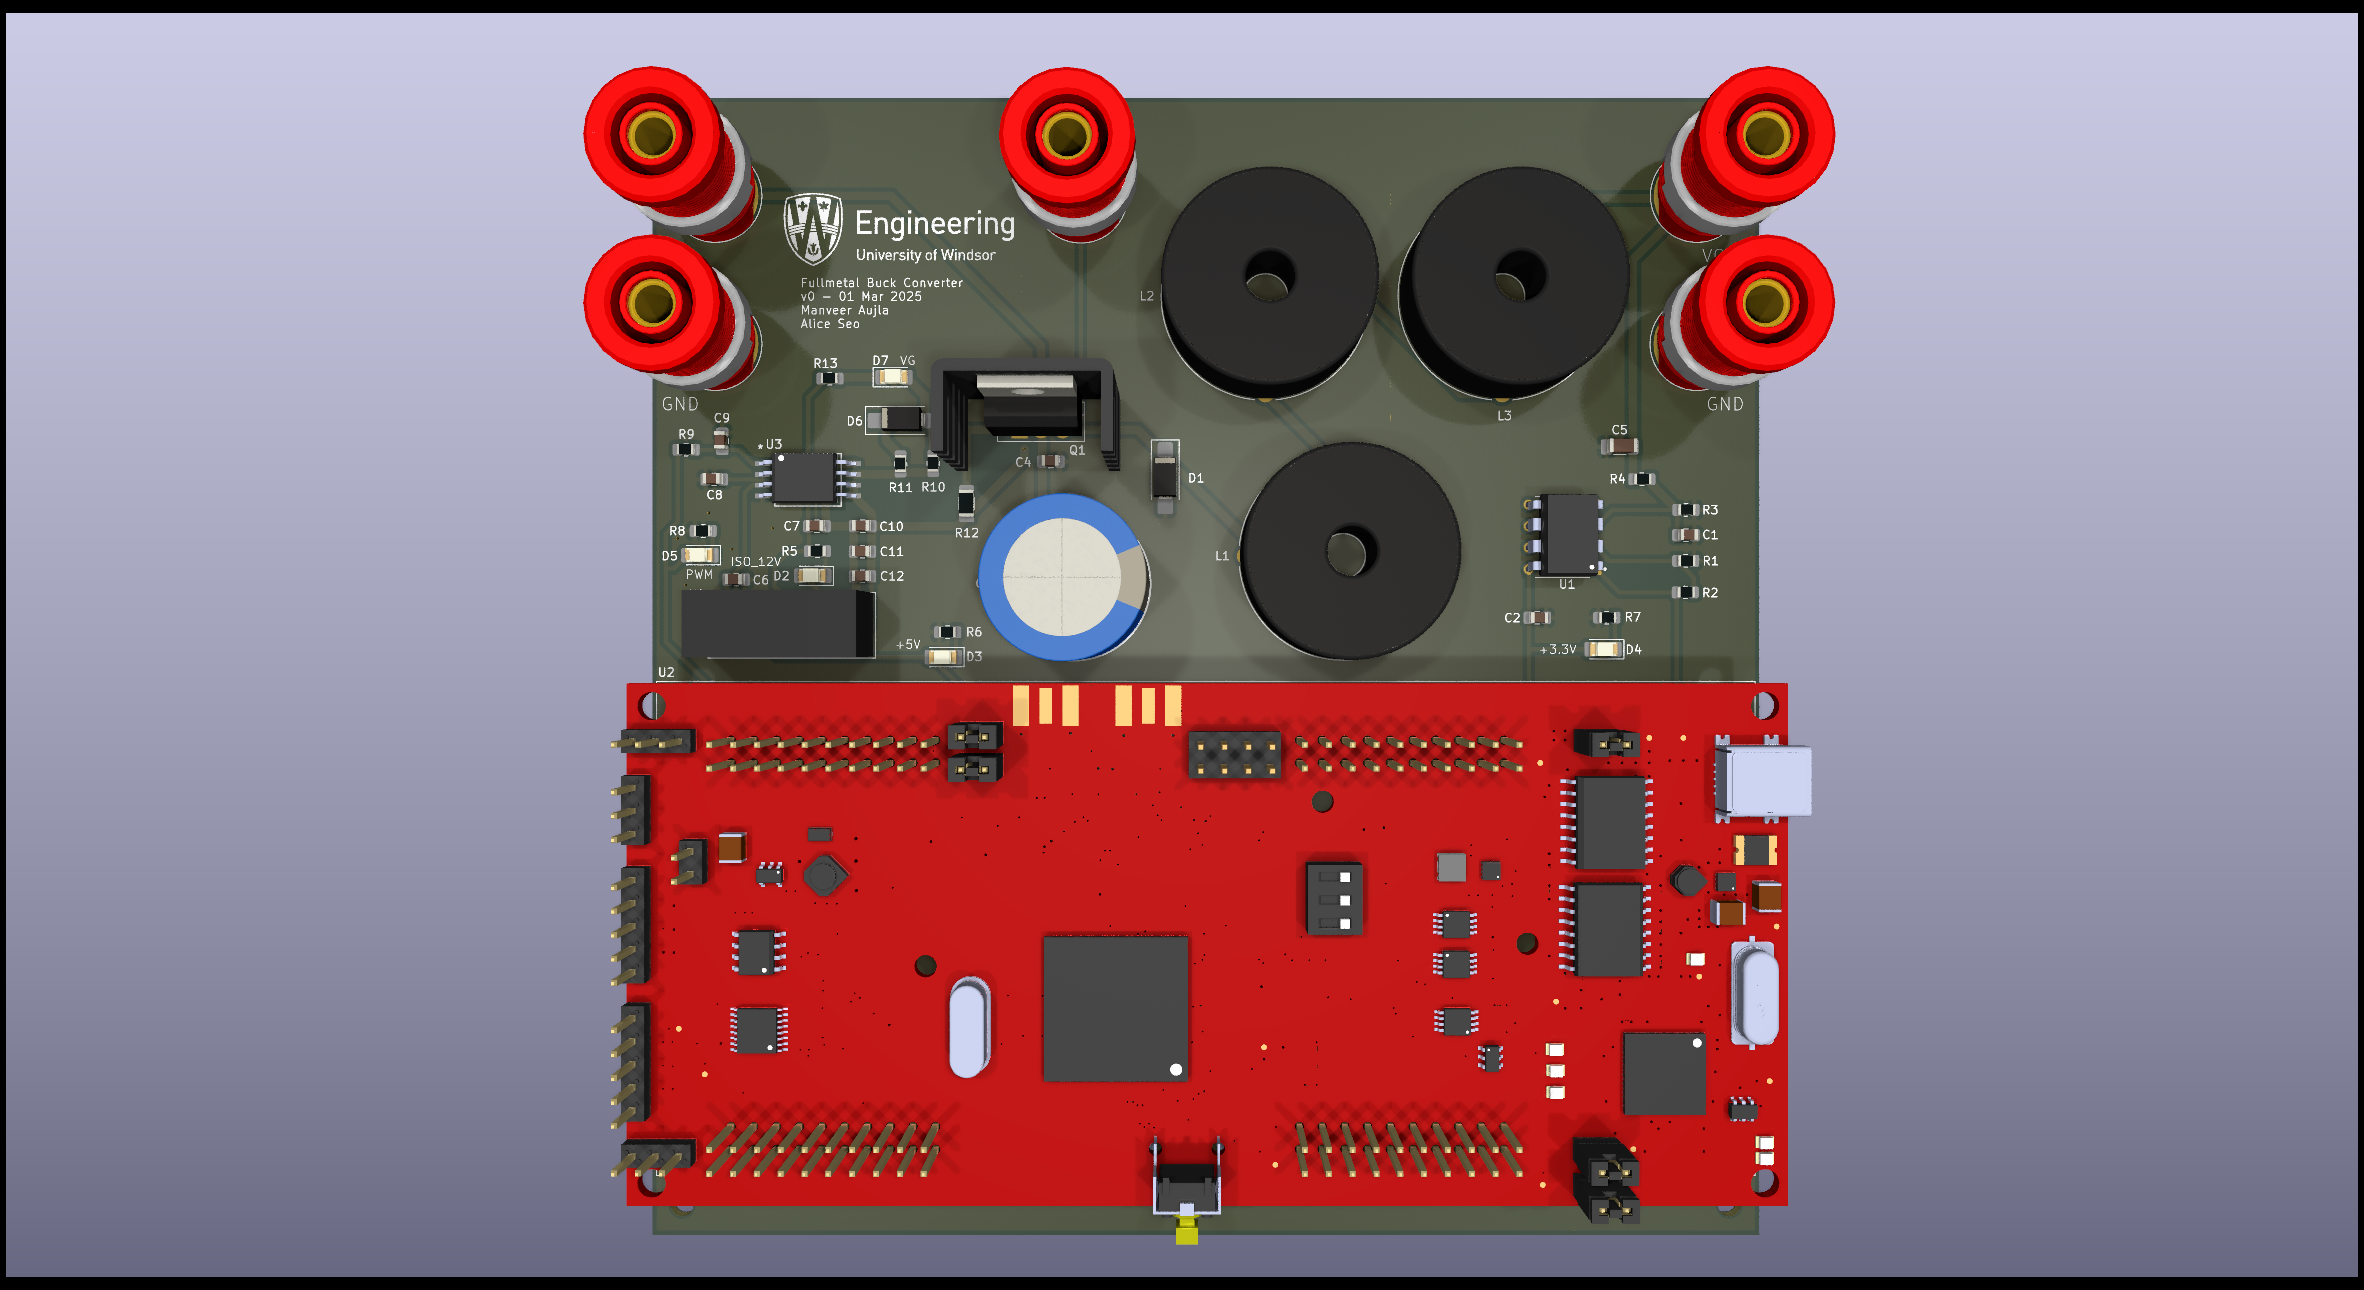 Engineering
University of Windsor
Fullmetal Buck Converter
v0 – 01 Mar 2025
Manveer Aujla
Alice Seo
L2
L3
R13
D7 VG
GND
GND
D6
C9
R9
*U3
Q1
C4
C5
R4
C8
R11
R10
D1
R3
C7
C10
R12
R8
C1
D5
R5
C11
L1
R1
ISO_12V
PWM
C6
D2
C12
U1
R2
C2
R7
R6
+5V
D3
+3.3V
D4
U2